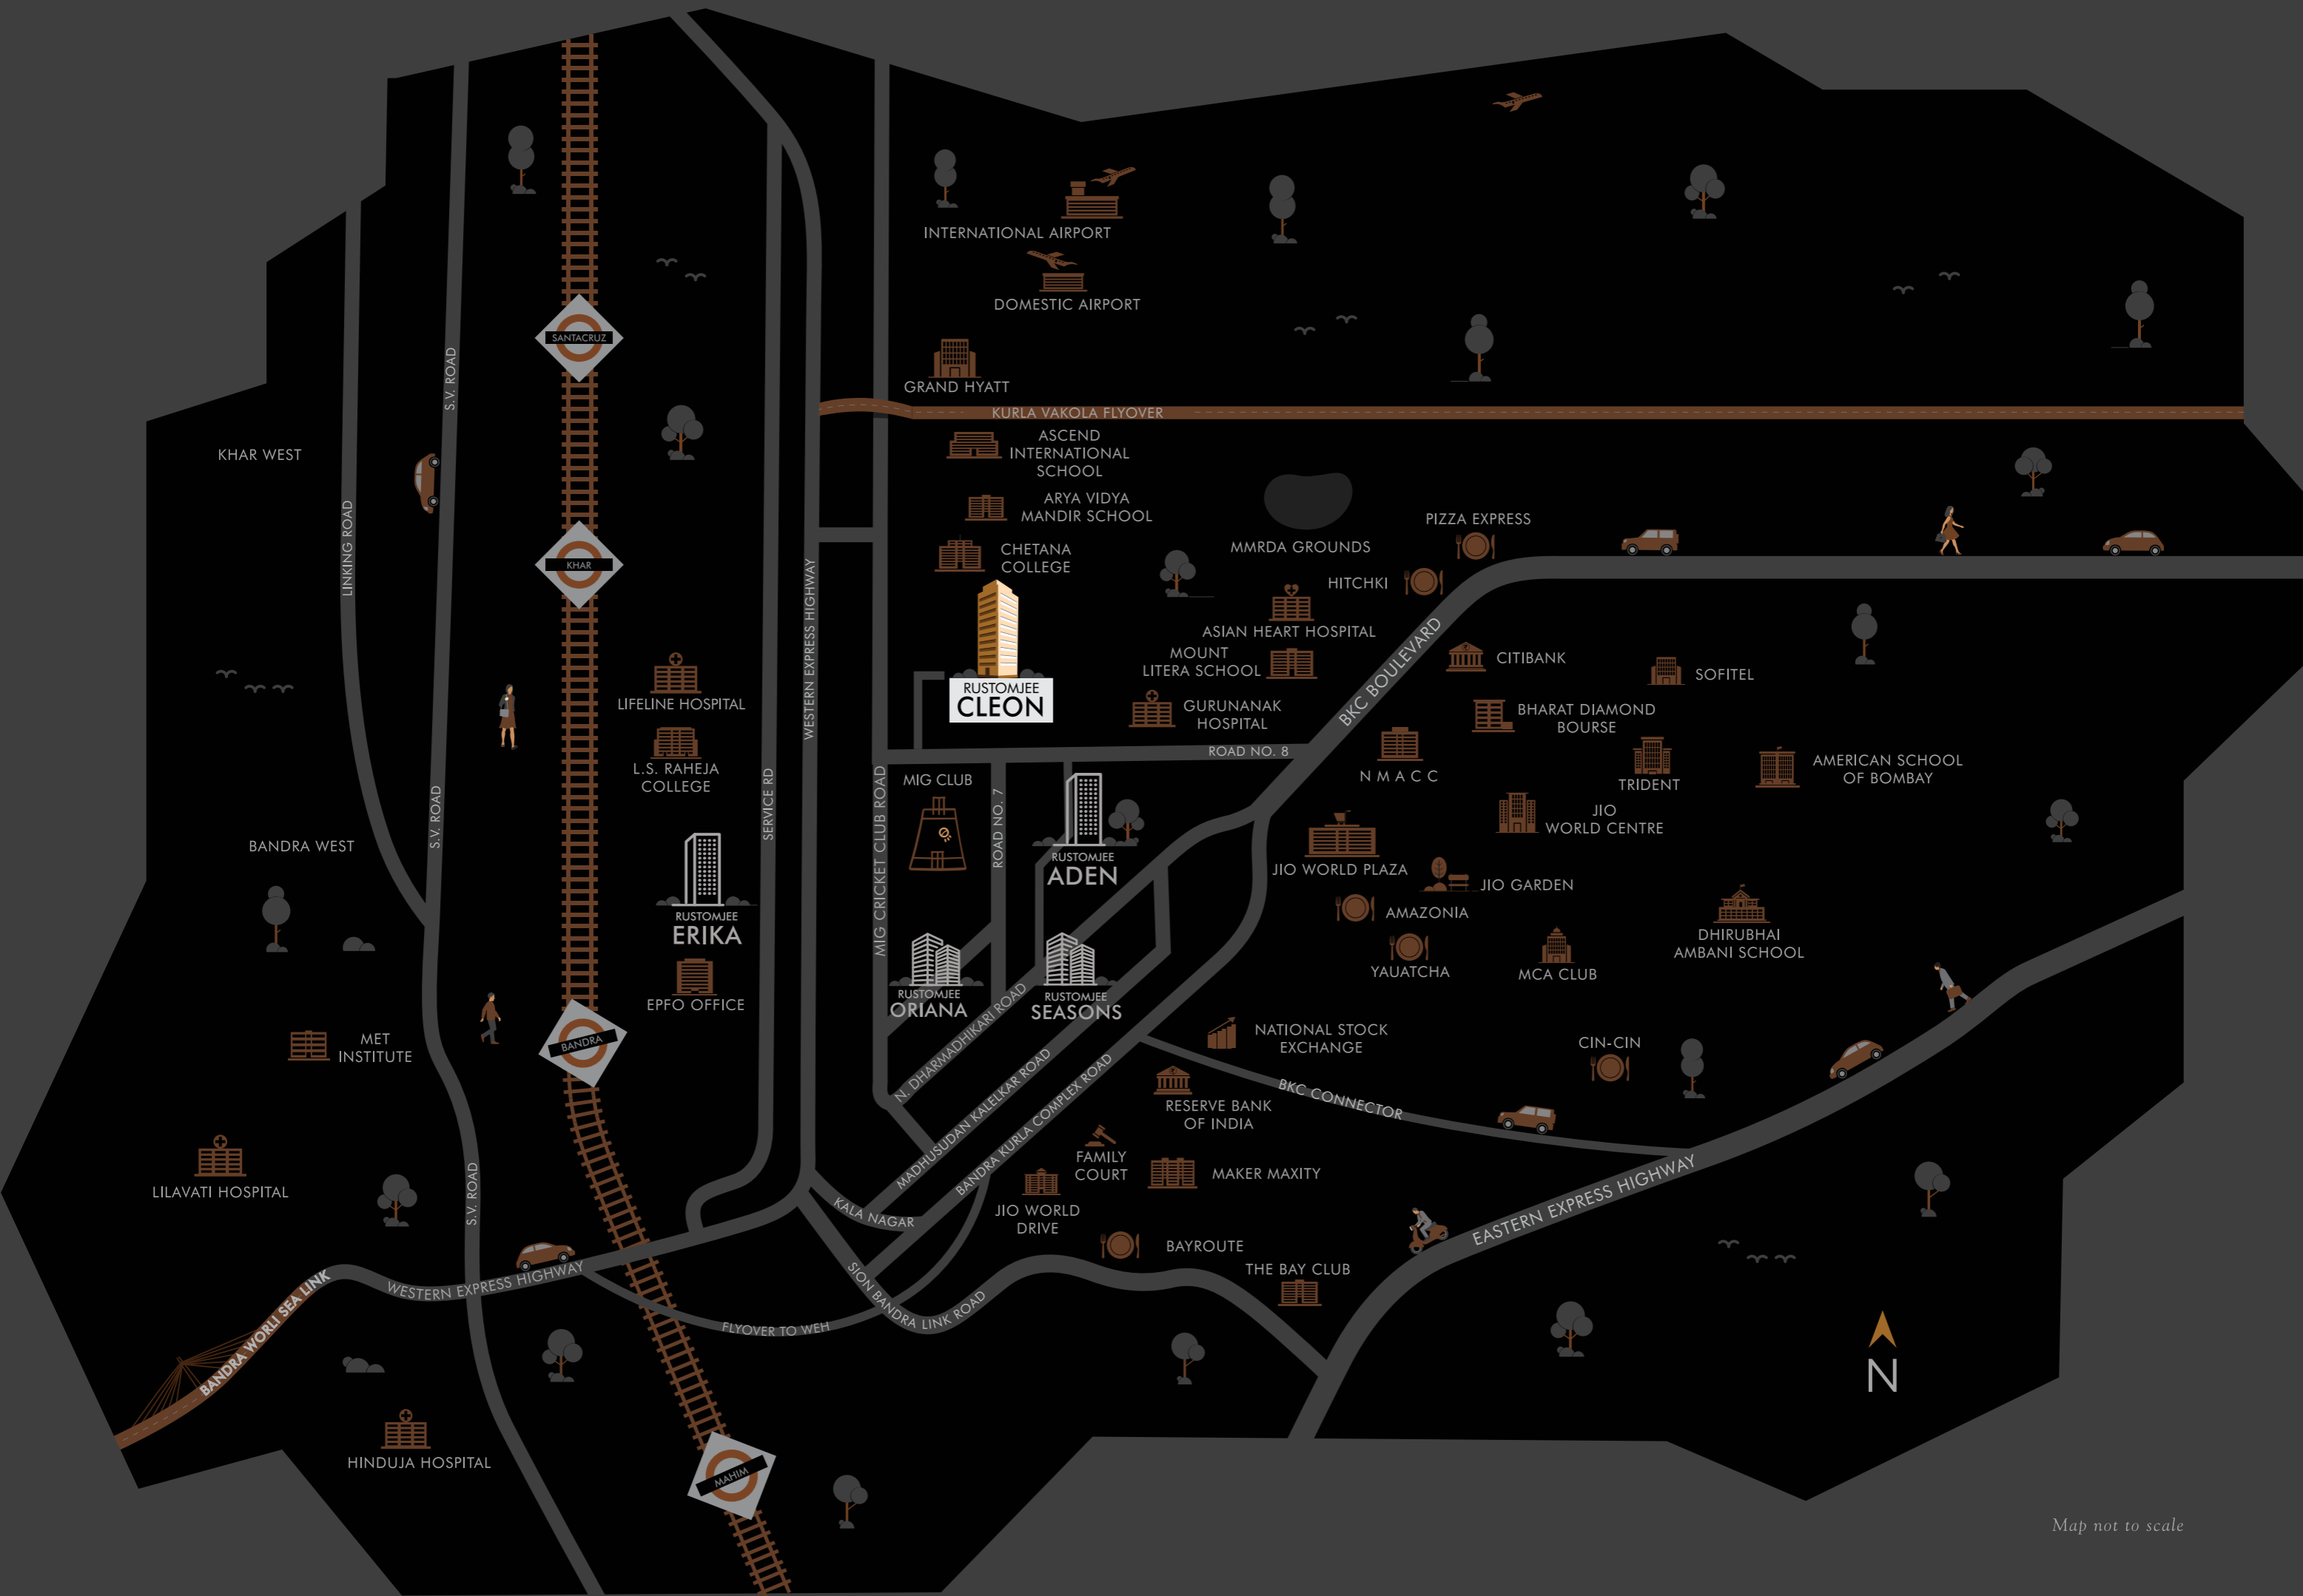 INTERNATIONAL AIRPORT
DOMESTIC AIRPORT
SANTACRUZ
S.V. ROAD
GRAND HYATT
KURLA VAKOLA FLYOVER
KHAR WEST
ASCEND
INTERNATIONAL
SCHOOL
ARYA VIDYA
MANDIR SCHOOL
PIZZA EXPRESS
LINKING ROAD
KHAR
CHETANA
COLLEGE
MMRDA GROUNDS
HITCHKI
WESTERN EXPRESS HIGHWAY
ASIAN HEART HOSPITAL
BKC BOULEVARD
MOUNT
LITERA SCHOOL
CITIBANK
SOFITEL
RUSTOMJEE
CLEON
LIFELINE HOSPITAL
GURUNANAK
HOSPITAL
BHARAT DIAMOND
BOURSE
ROAD NO. 8
L.S. RAHEJA
COLLEGE
SERVICE RD
MIG CRICKET CLUB ROAD
MIG CLUB
ROAD NO. 7
NMACC
TRIDENT
AMERICAN SCHOOL
OF BOMBAY
JIO
WORLD CENTRE
S.V. ROAD
BANDRA WEST
RUSTOMJEE
ADEN
JIO WORLD PLAZA
JIO GARDEN
AMAZONIA
RUSTOMJEE
ERIKA
DHIRUBHAI
AMBANI SCHOOL
YAUATCHA
MCA CLUB
EPFO OFFICE
RUSTOMJEE
ORIANA
RUSTOMJEE
SEASONS
N. DHARMADHIKARI ROAD
BANDRA
MET
INSTITUTE
NATIONAL STOCK
EXCHANGE
CIN-CIN
MADHUSUDAN KALELKAR ROAD
BANDRA KURLA COMPLEX ROAD
BKC CONNECTOR
RESERVE BANK
OF INDIA
FAMILY
COURT
MAKER MAXITY
LILAVATI HOSPITAL
S.V. ROAD
KALA NAGAR
JIO WORLD
DRIVE
EASTERN EXPRESS HIGHWAY
BAYROUTE
THE BAY CLUB
WESTERN EXPRESS HIGHWAY
SION BANDRA LINK ROAD
FLYOVER TO WEH
BANDRA WORLI SEA LINK
N
HINDUJA HOSPITAL
MAHIM
Map not to scale